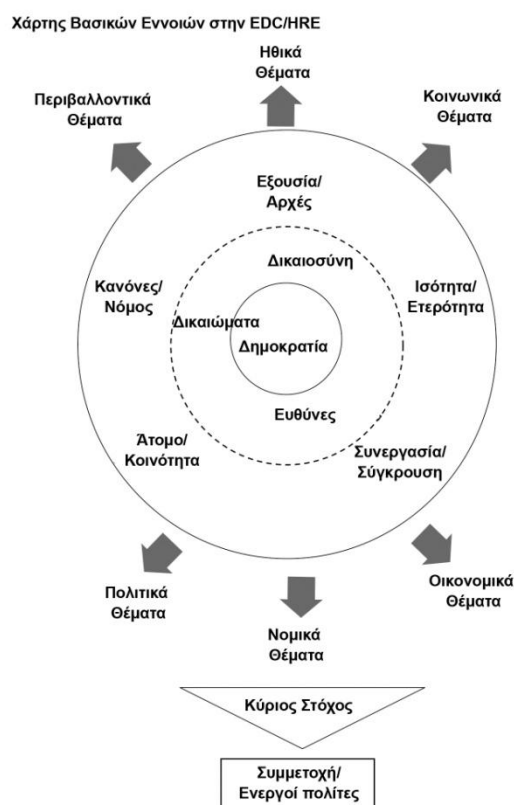 Χάρτης Βασικών Εννοιών στην EDC/HRE
Ηθικά
Θέματα
Περιβαλλοντικά
Θέματα
Κοινωνικά
Θέματα
Εξουσία/
Αρχές
Δικαιοσύνη
Κανόνες/
Νόμος
Ισότητα/
Ετερότητα
Δικαιώματα
Δημοκρατία
Ευθύνες
Άτομο/
Κοινότητα
Συνεργασία/
Σύγκρουση
Πολιτικά
Θέματα
Οικονομικά
Θέματα
Νομικά
Θέματα
Κύριος Στόχος
Συμμετοχή/
Ενεργοί πολίτες